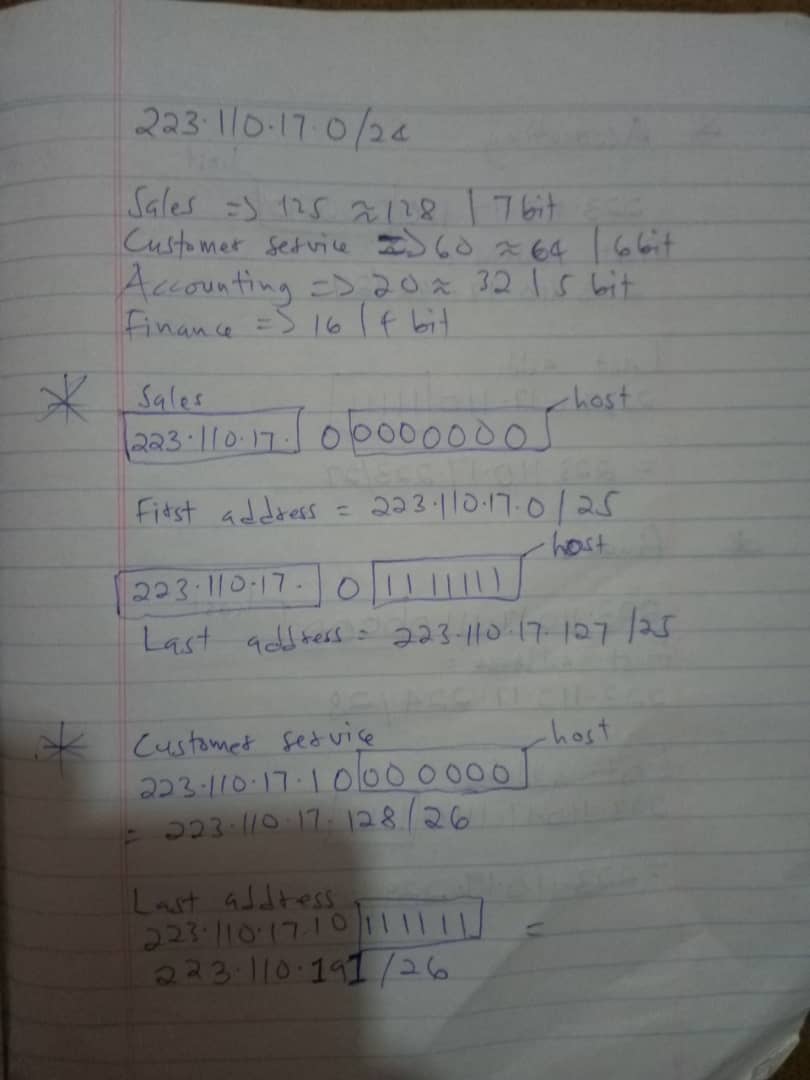 223.110.17.0/24
Sales => 125 ≈128 | 7 bit
Customer service => 60 ≈ 64 | 6 bit
Accounting => 20 ≈ 32 | 5 bit
Finance => 16 | 4 bit
Sales
host
223.110.17. 0 0000000
First address = 223.110.17.0 / 25
host
223.110.17. 0 1111111
Last address = 223.110.17.127 /25
Customer service
host
223.110.17.10 000000
= 223.110.17.128/26
Last address
223.110.17.10 111111 =
223.110.191/26